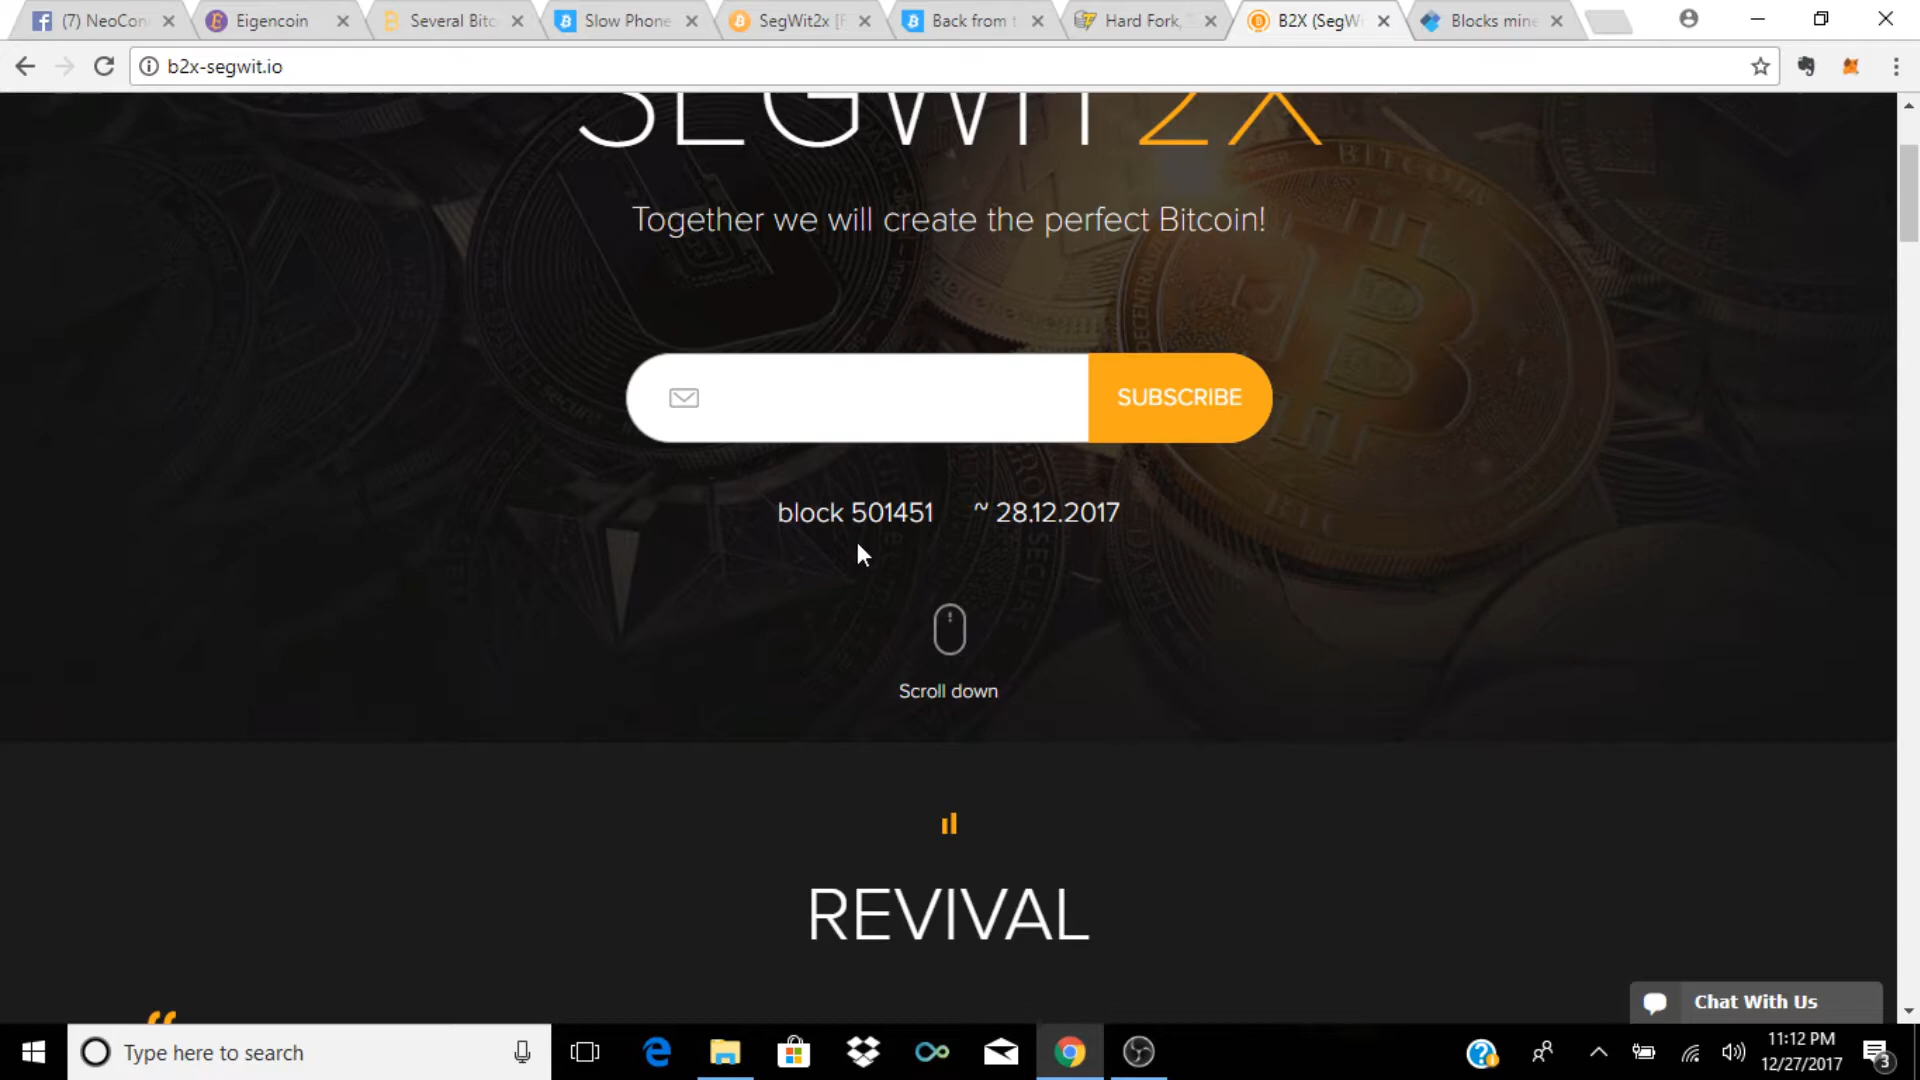 (7) NeoCon
Eigencoin
Several Bitc
Slow Phone
SegWit2x [F
Back from t
Hard Fork,
B2X (SegW
Blocks mine
b2x-segwit.io
SEGWIT2X
Together we will create the perfect Bitcoin!
SUBSCRIBE
block 501451 ~ 28.12.2017
Scroll down
REVIVAL
“
Chat With Us
Type here to search
11:12 PM
12/27/2017
3